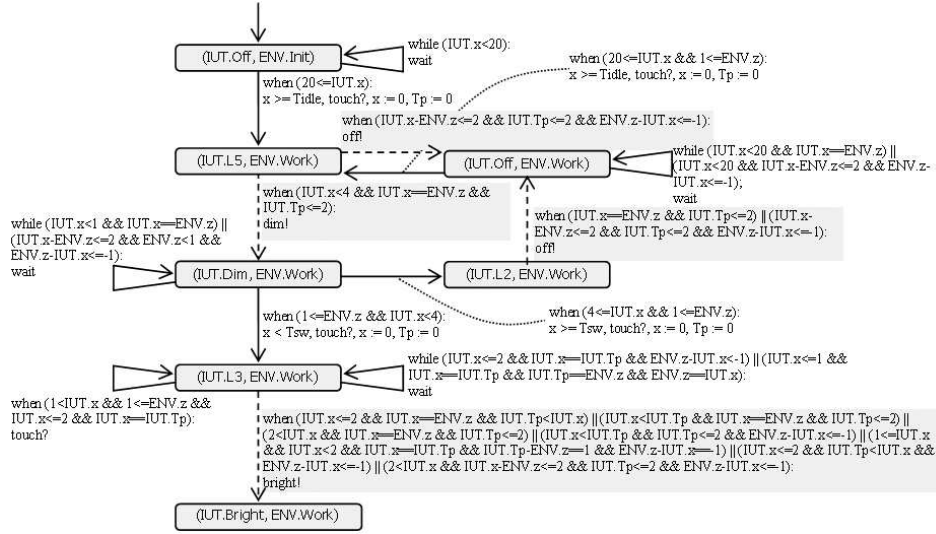 (IUT.Off, ENV.Init)
while (IUT.x<20):
wait
when (20<=IUT.x):
x >= Tidle, touch?, x := 0, Tp := 0
when (20<=IUT.x && 1<=ENV.z):
x >= Tidle, touch?, x := 0, Tp := 0
when (IUT.x-ENV.z<=2 && IUT.Tp<=2 && ENV.z-IUT.x<=-1):
off!
(IUT.L5, ENV.Work)
(IUT.Off, ENV.Work)
while (IUT.x<20 && IUT.x==ENV.z) ||
(IUT.x<20 && IUT.x-ENV.z<=2 && ENV.z-
IUT.x<=-1);
wait
when (IUT.x<4 && IUT.x==ENV.z &&
IUT.Tp<=2):
dim!
when (IUT.x==ENV.z && IUT.Tp<=2) || (IUT.x-
ENV.z<=2 && IUT.Tp<=2 && ENV.z-IUT.x<=-1):
off!
while (IUT.x<1 && IUT.x==ENV.z) ||
(IUT.x-ENV.z<=2 && ENV.z<1 &&
ENV.z-IUT.x<=-1):
wait
(IUT.Dim, ENV.Work)
(IUT.L2, ENV.Work)
when (1<=ENV.z && IUT.x<4):
x < Tsw, touch?, x := 0, Tp := 0
when (4<=IUT.x && 1<=ENV.z):
x >= Tsw, touch?, x := 0, Tp := 0
(IUT.L3, ENV.Work)
while (IUT.x<=2 && IUT.x==IUT.Tp && ENV.z-IUT.x<-1) || (IUT.x<=1 &&
IUT.x==IUT.Tp && IUT.Tp==ENV.z && ENV.z==IUT.x):
wait
when (1<IUT.x && 1<=ENV.z &&
IUT.x<=2 && IUT.x==IUT.Tp):
touch?
when (IUT.x<=2 && IUT.x==ENV.z && IUT.Tp<IUT.x) || (IUT.x<IUT.Tp && IUT.x==ENV.z && IUT.Tp<=2) ||
(2<IUT.x && IUT.x==ENV.z && IUT.Tp<=2) || (IUT.x<IUT.Tp && IUT.Tp<=2 && ENV.z-IUT.x<=-1) || (1<=IUT.x
&& IUT.x<2 && IUT.x==IUT.Tp && IUT.Tp-ENV.z==1 && ENV.z-IUT.x==-1) || (IUT.x<=2 && IUT.Tp<IUT.x &&
ENV.z-IUT.x<=-1) || (2<IUT.x && IUT.x-ENV.z<=2 && IUT.Tp<=2 && ENV.z-IUT.x<=-1):
bright!
(IUT.Bright, ENV.Work)